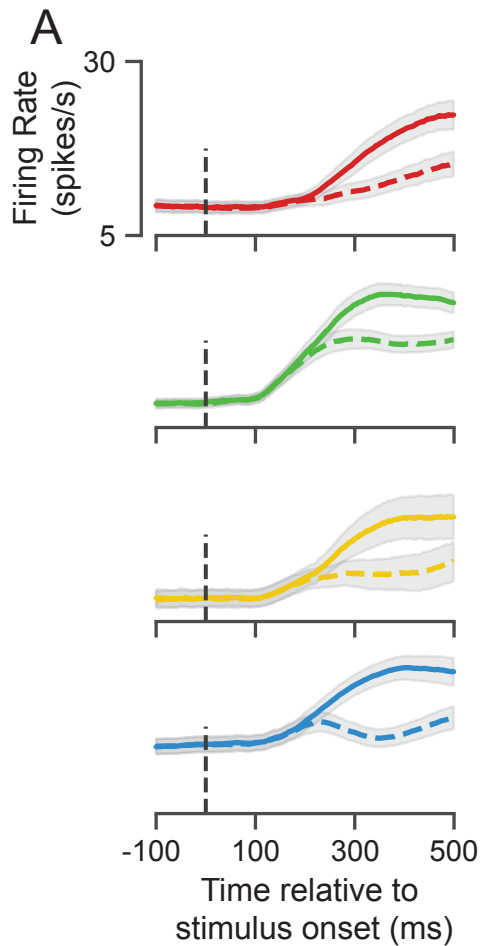 A
30
Firing Rate
(spikes/s)
5
-100 100 300 500
Time relative to
stimulus onset (ms)